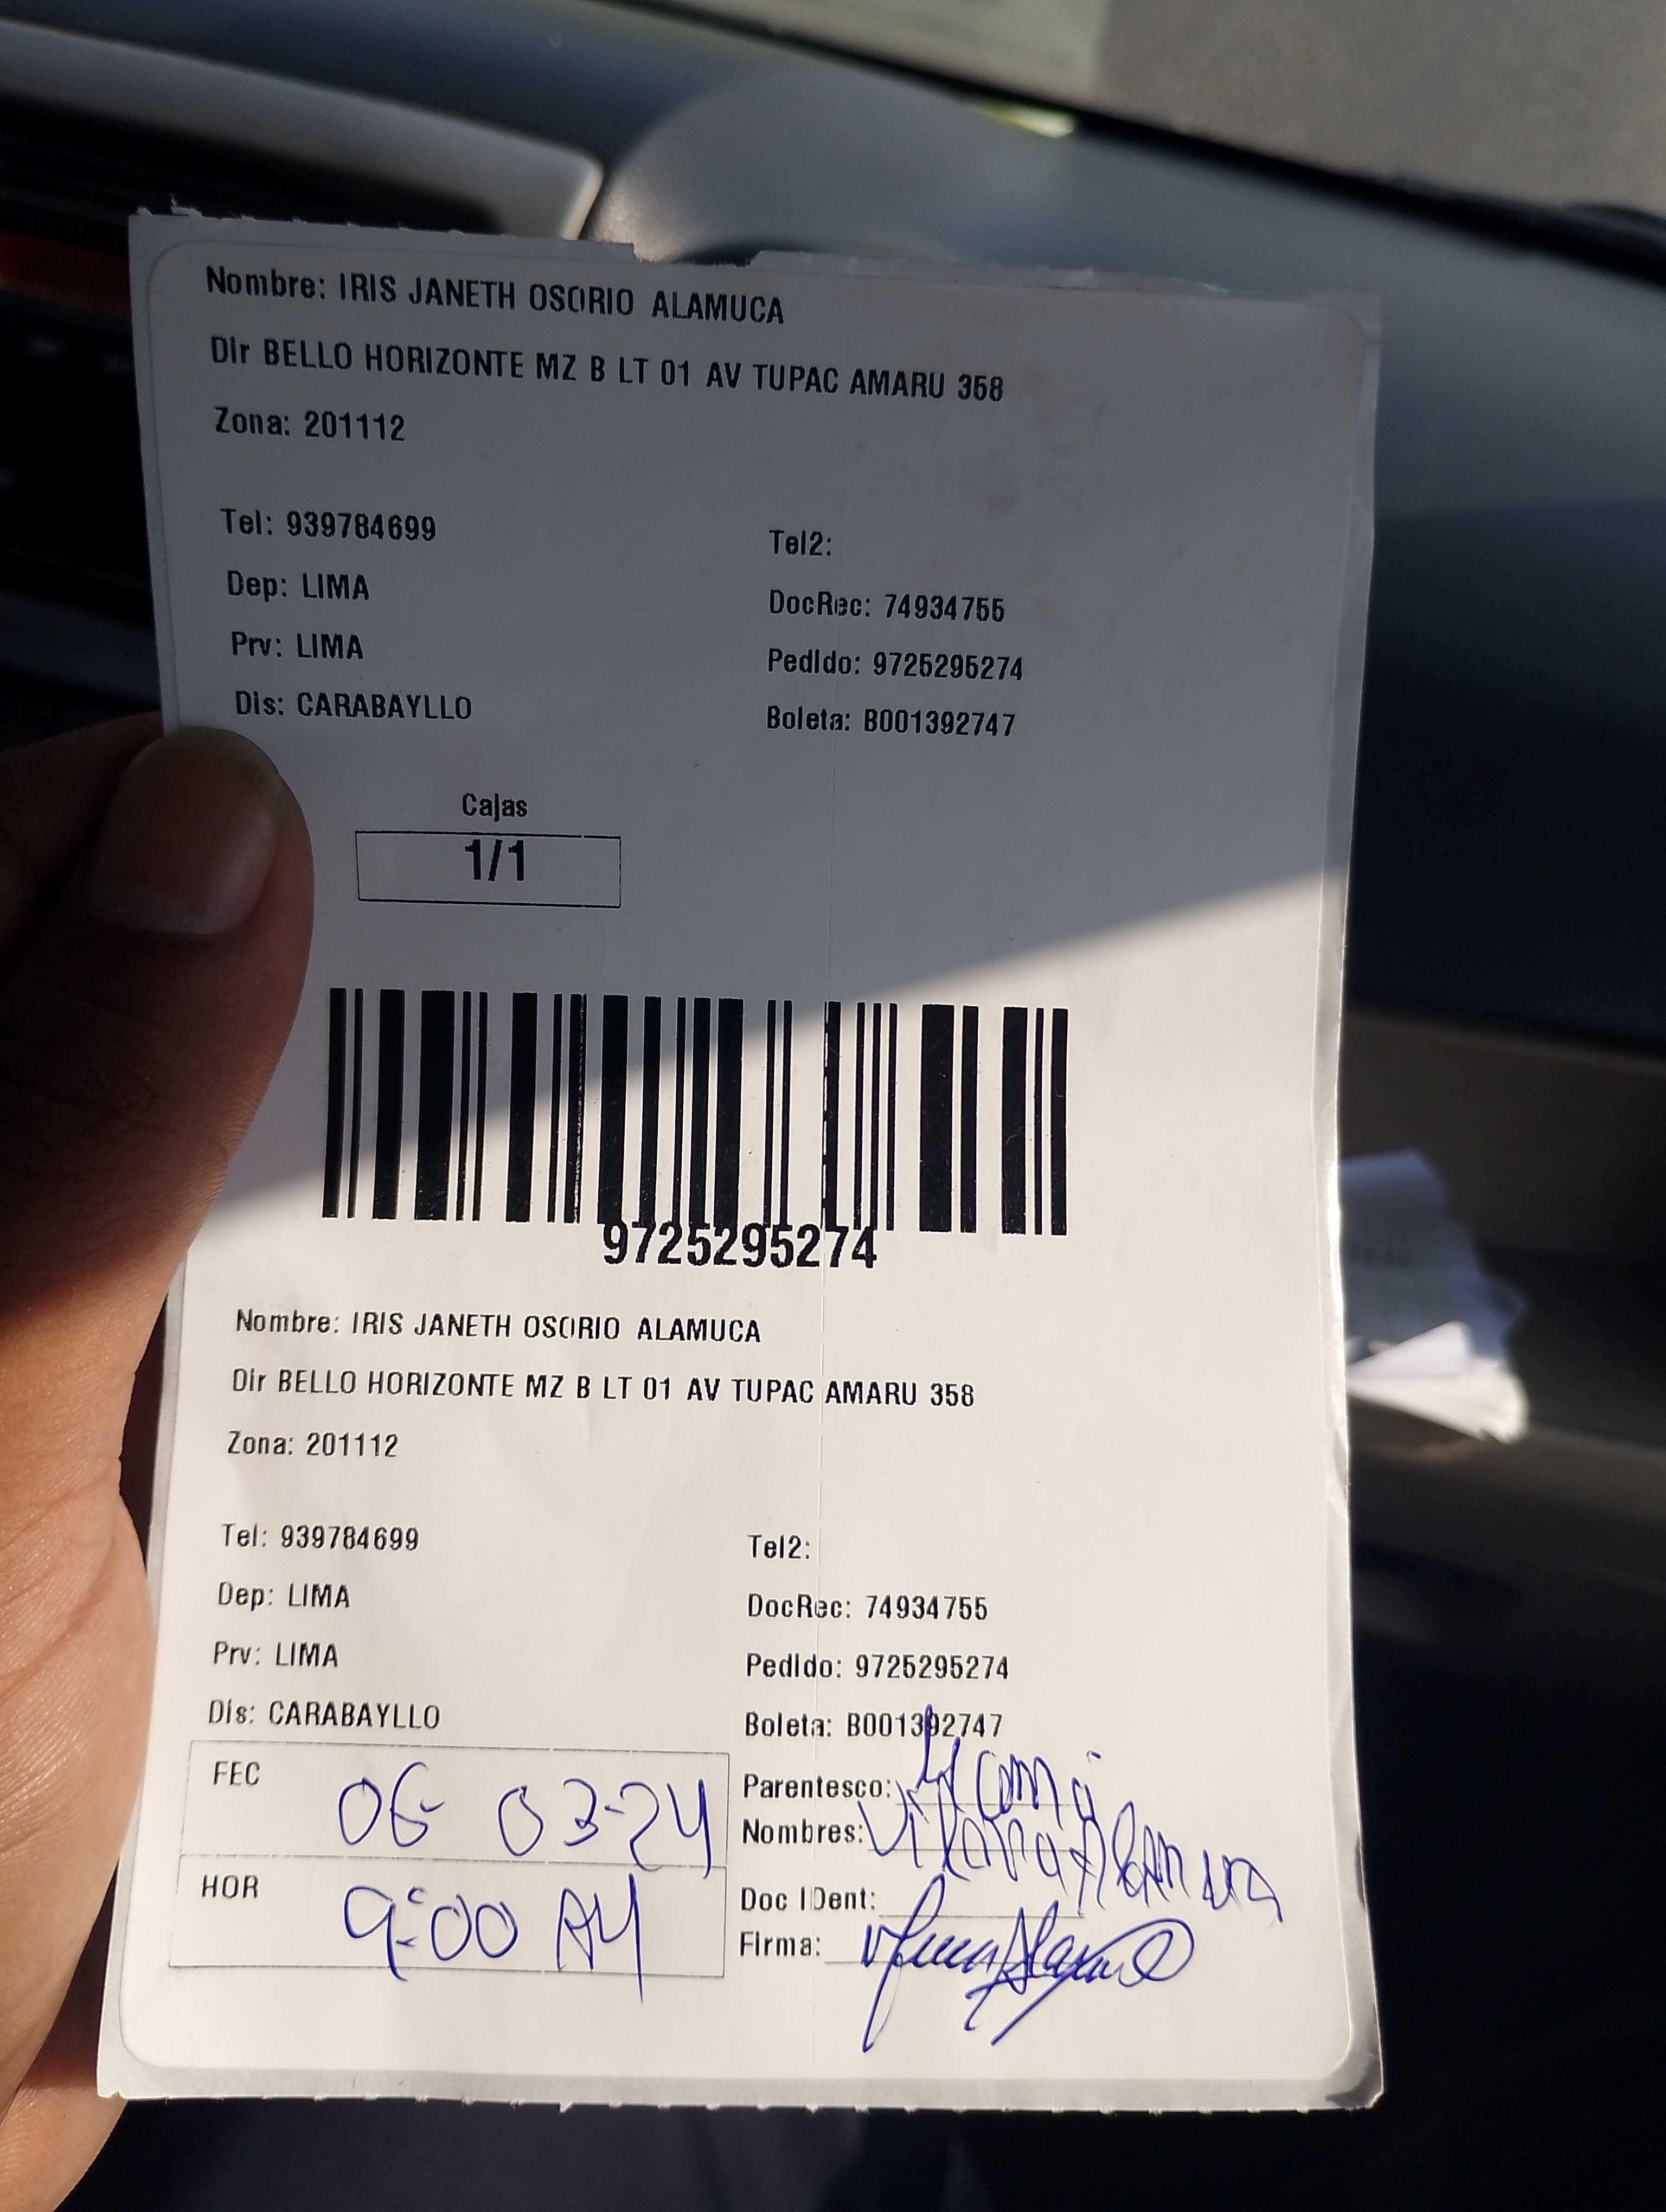 Nombre: IRIS JANETH OSORIO ALAMUCA
Dir BELLO HORIZONTE MZ B LT 01 AV TUPAC AMARU 358
Zona: 201112
Tel: 939784699 Tel2:
Dep: LIMA DocRec: 74934755
Prv: LIMA Pedido: 9725295274
Dis: CARABAYLLO Boleta: B001392747
Cajas
1/1
9725295274
Nombre: IRIS JANETH OSORIO ALAMUCA
Dir BELLO HORIZONTE MZ B LT 01 AV TUPAC AMARU 358
Zona: 201112
Tel: 939784699 Tel2:
Dep: LIMA DocRec: 74934755
Prv: LIMA Pedido: 9725295274
Dis: CARABAYLLO Boleta: B001392747
FEC 06- 03-24
Parentesco:
Nombres:
HOR 9:00 AM
Doc IDent:
Firma: